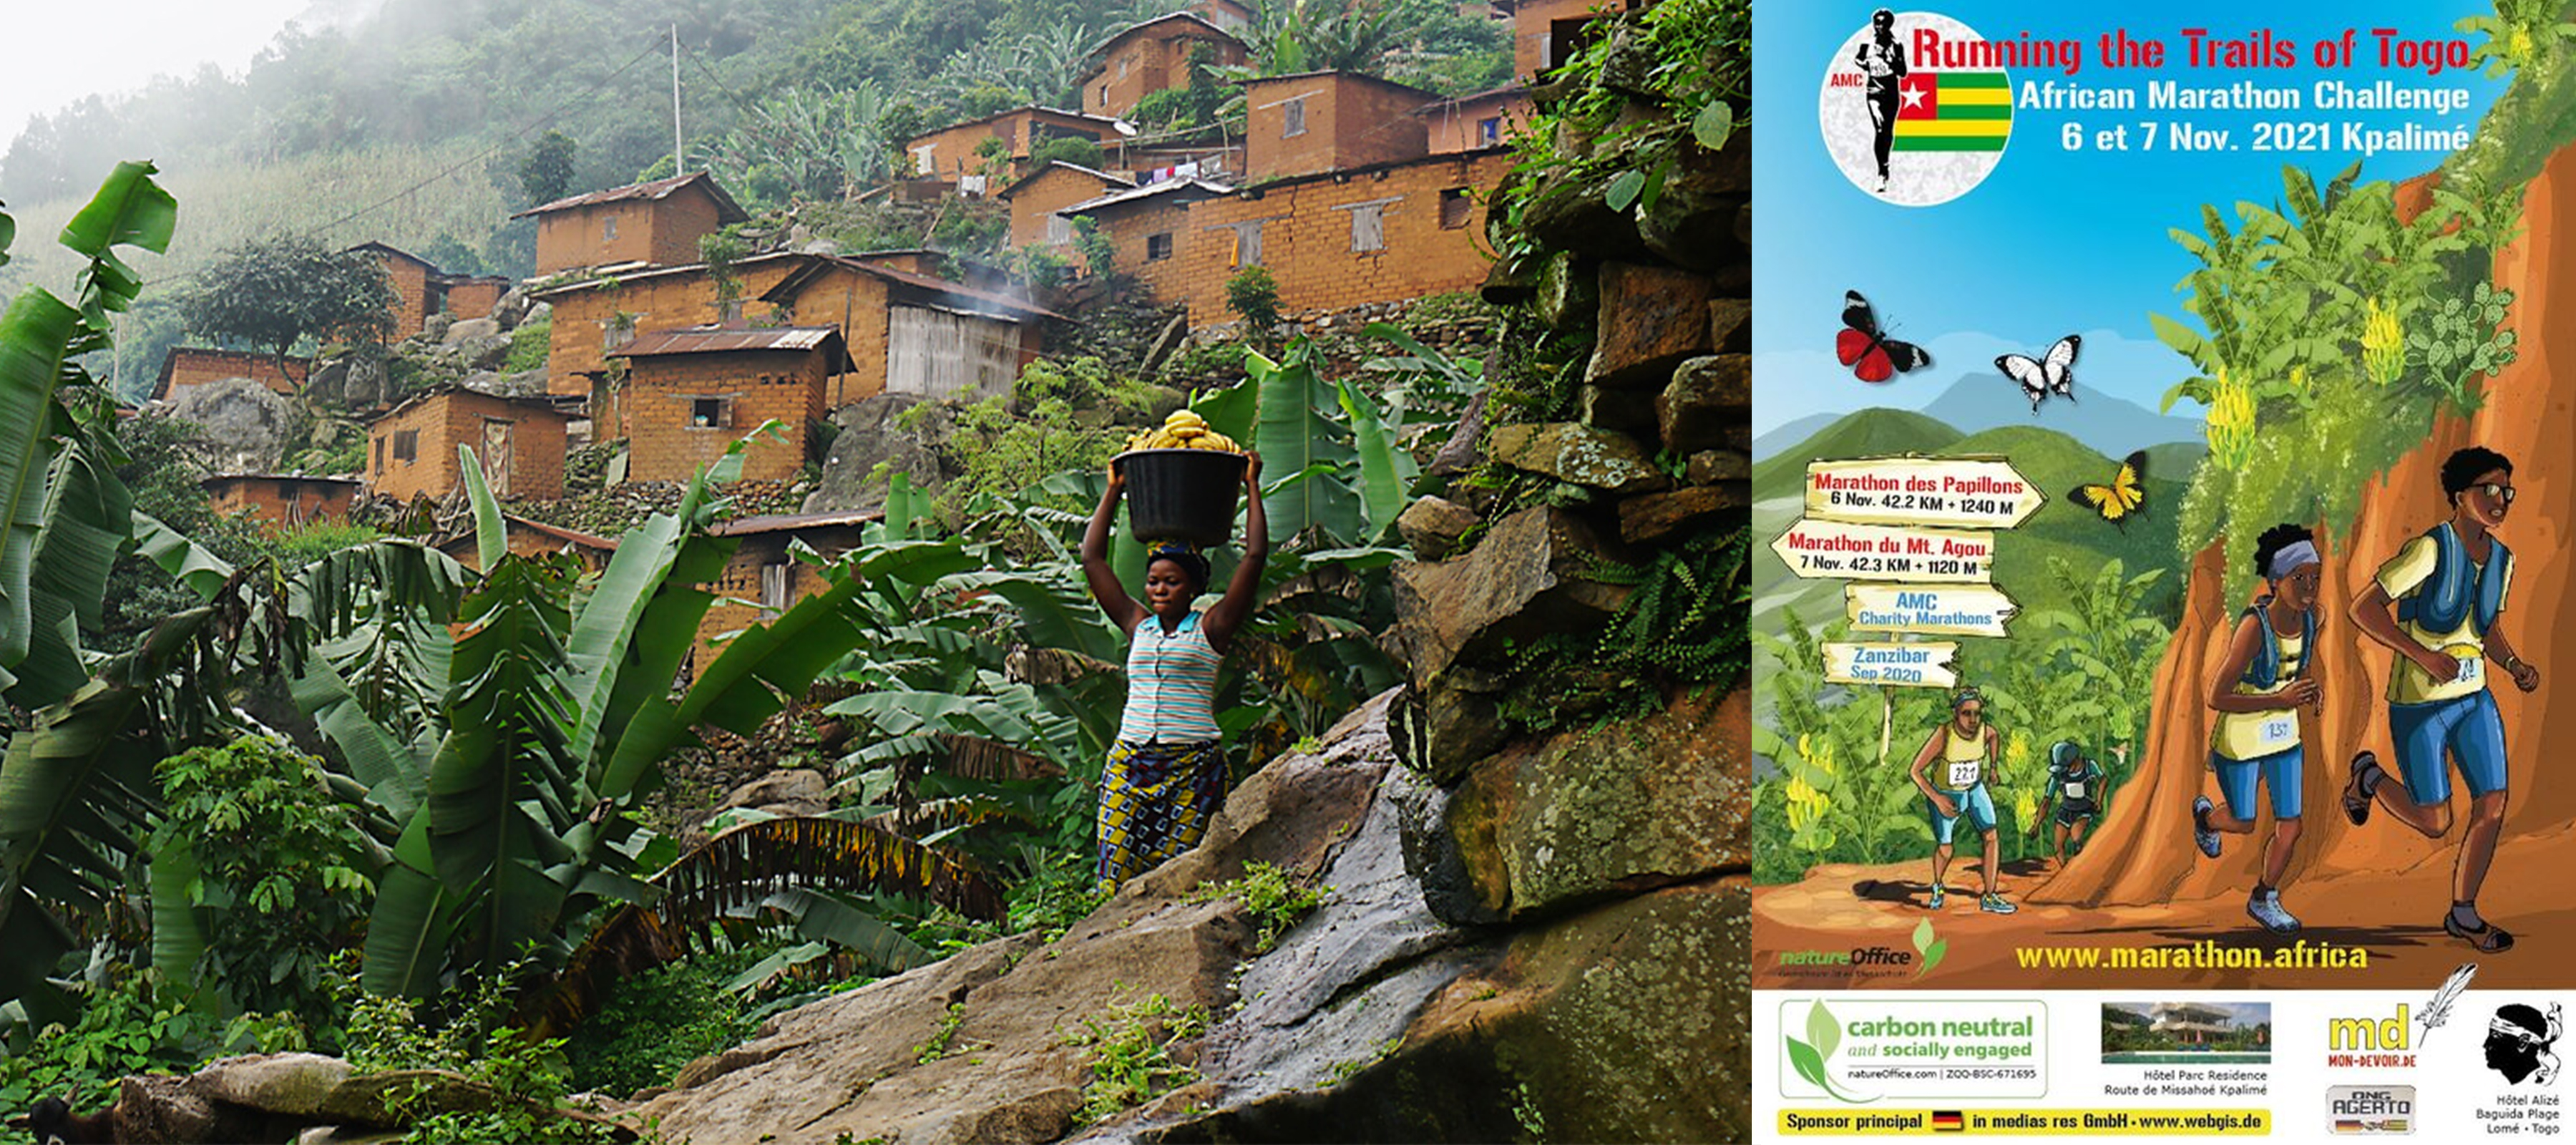 AMC
Running the Trails of Togo
African Marathon Challenge
6 et 7 Nov. 2021 Kpalimé
Marathon des Papillons
6 Nov. 42.2 KM + 1240 M
Marathon du Mt. Agou
7 Nov. 42.3 KM + 1120 M
AMC
Charity Marathons
Zanzibar
Sep 2020
221
137
natureOffice
www.marathon.africa
carbon neutral
and socially engaged
natureOffice.com | ZOO-BSC-671695
Hôtel Parc Residence
Route de Missahoé Kpalimé
md
MON-DEVOIR.DE
ONG
AGERTO
Hôtel Alizé
Baguida Plage
Lomé • Togo
Sponsor principal in medias res GmbH • www.webgis.de